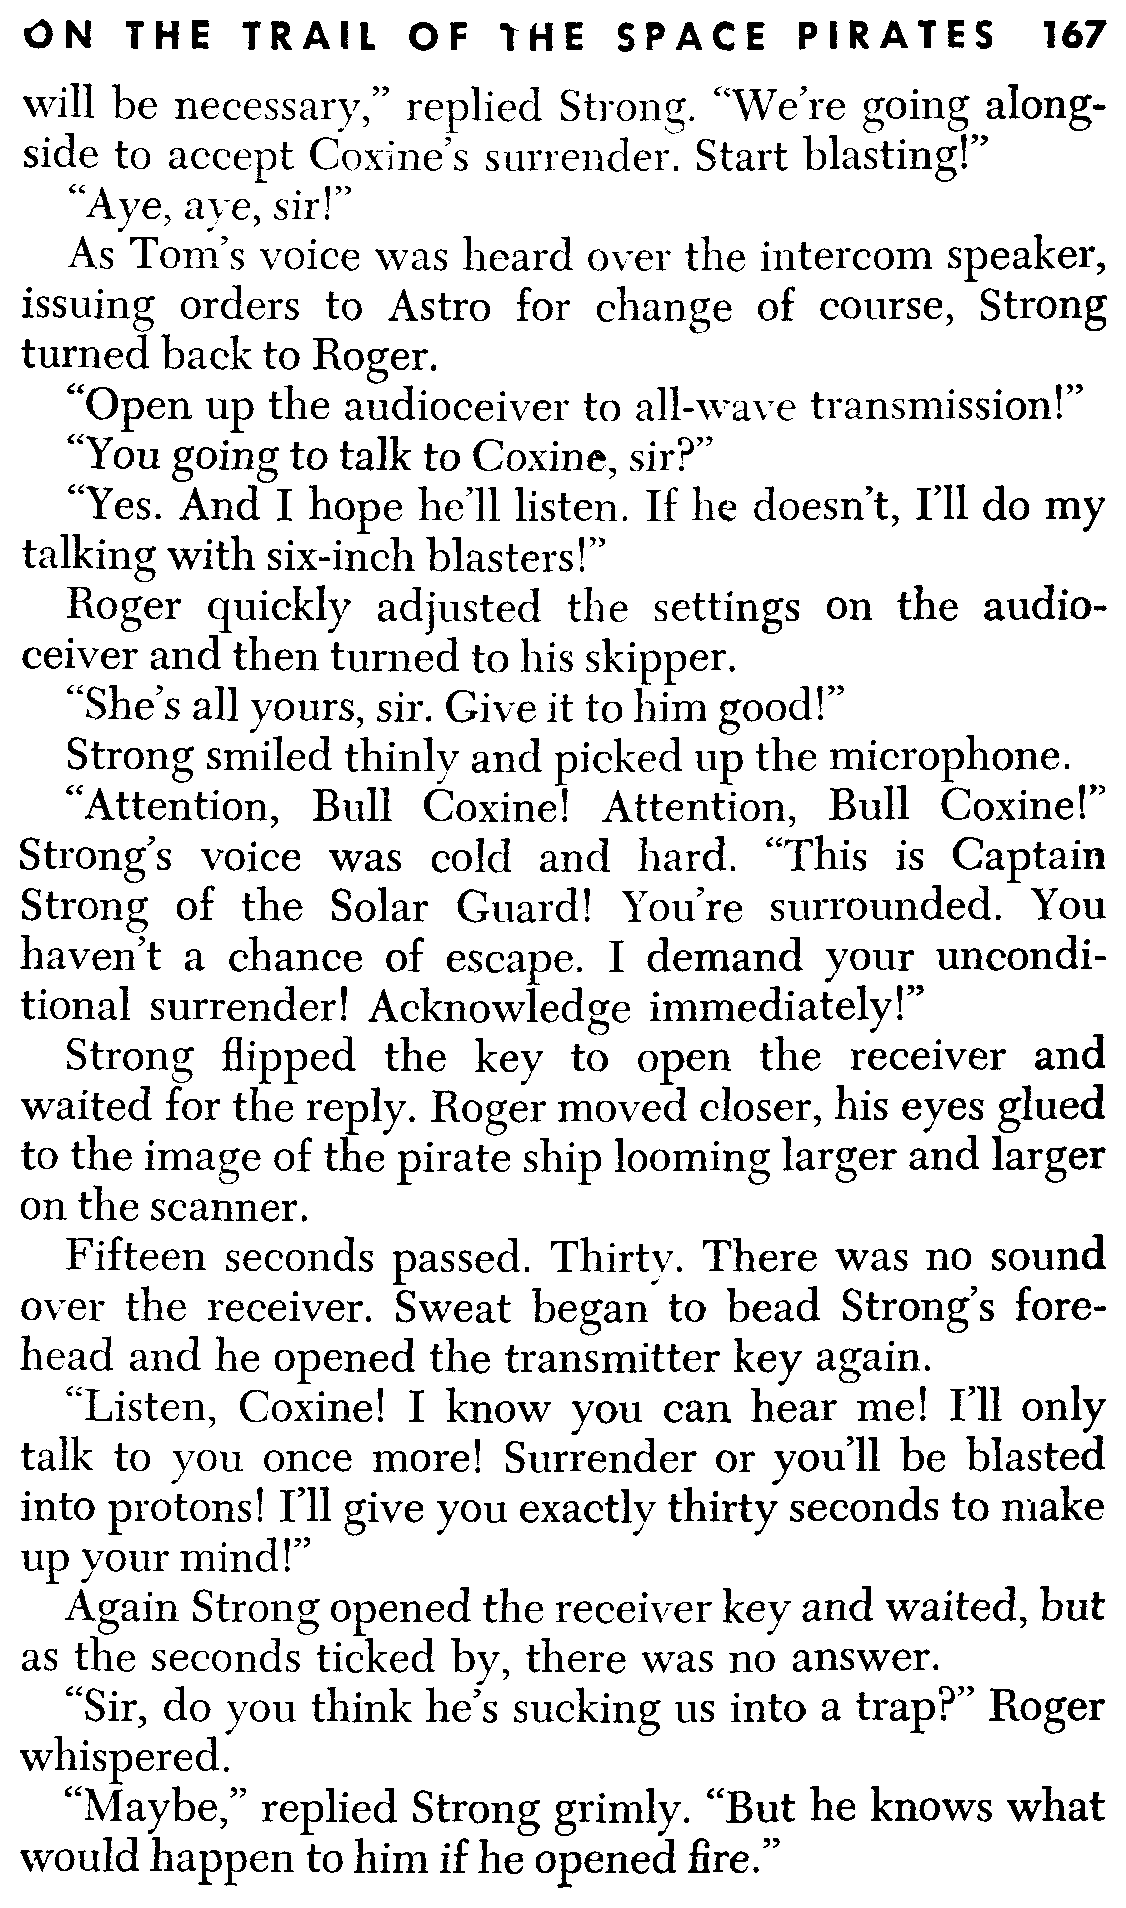 ON THE TRAIL OF THE SPACE PIRATES 167
will be necessary,” replied Strong. “We’re going along-
side to accept Coxine’s surrender. Start blasting!”
“Aye, aye, sir!”
As Tom’s voice was heard over the intercom speaker,
issuing orders to Astro for change of course, Strong
turned back to Roger.
“Open up the audioceiver to all-wave transmission!”
“You going to talk to Coxine, sir?”
“Yes. And I hope he’ll listen. If he doesn’t, I’ll do my
talking with six-inch blasters!”
Roger quickly adjusted the settings on the audio-
ceiver and then turned to his skipper.
“She’s all yours, sir. Give it to him good!”
Strong smiled thinly and picked up the microphone.
“Attention, Bull Coxine! Attention, Bull Coxine!”
Strong’s voice was cold and hard. “This is Captain
Strong of the Solar Guard! You’re surrounded. You
haven’t a chance of escape. I demand your uncondi-
tional surrender! Acknowledge immediately!”
Strong flipped the key to open the receiver and
waited for the reply. Roger moved closer, his eyes glued
to the image of the pirate ship looming larger and larger
on the scanner.
Fifteen seconds passed. Thirty. There was no sound
over the receiver. Sweat began to bead Strong’s fore-
head and he opened the transmitter key again.
“Listen, Coxine! I know you can hear me! I’ll only
talk to you once more! Surrender or you’ll be blasted
into protons! I’ll give you exactly thirty seconds to make
up your mind!”
Again Strong opened the receiver key and waited, but
as the seconds ticked by, there was no answer.
“Sir, do you think he’s sucking us into a trap?” Roger
whispered.
“Maybe,” replied Strong grimly. “But he knows what
would happen to him if he opened fire.”